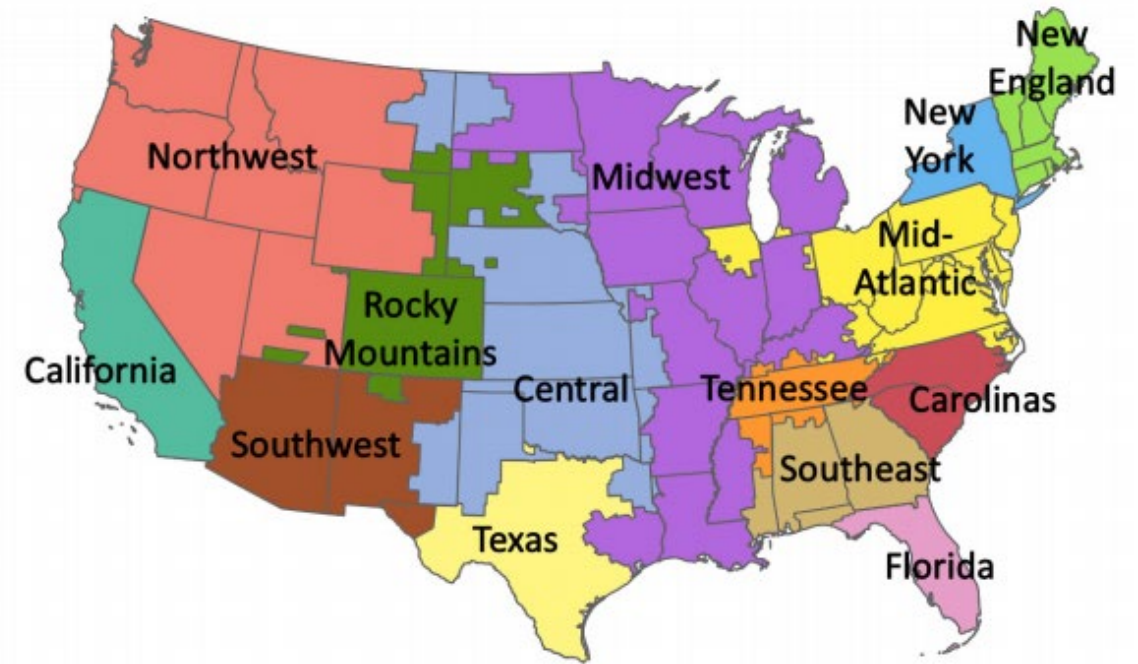 New
England
New
York
Northwest
Midwest
Mid-
Atlantic
Rocky
Mountains
California
Central
Tennessee
Carolinas
Southwest
Southeast
Texas
Florida